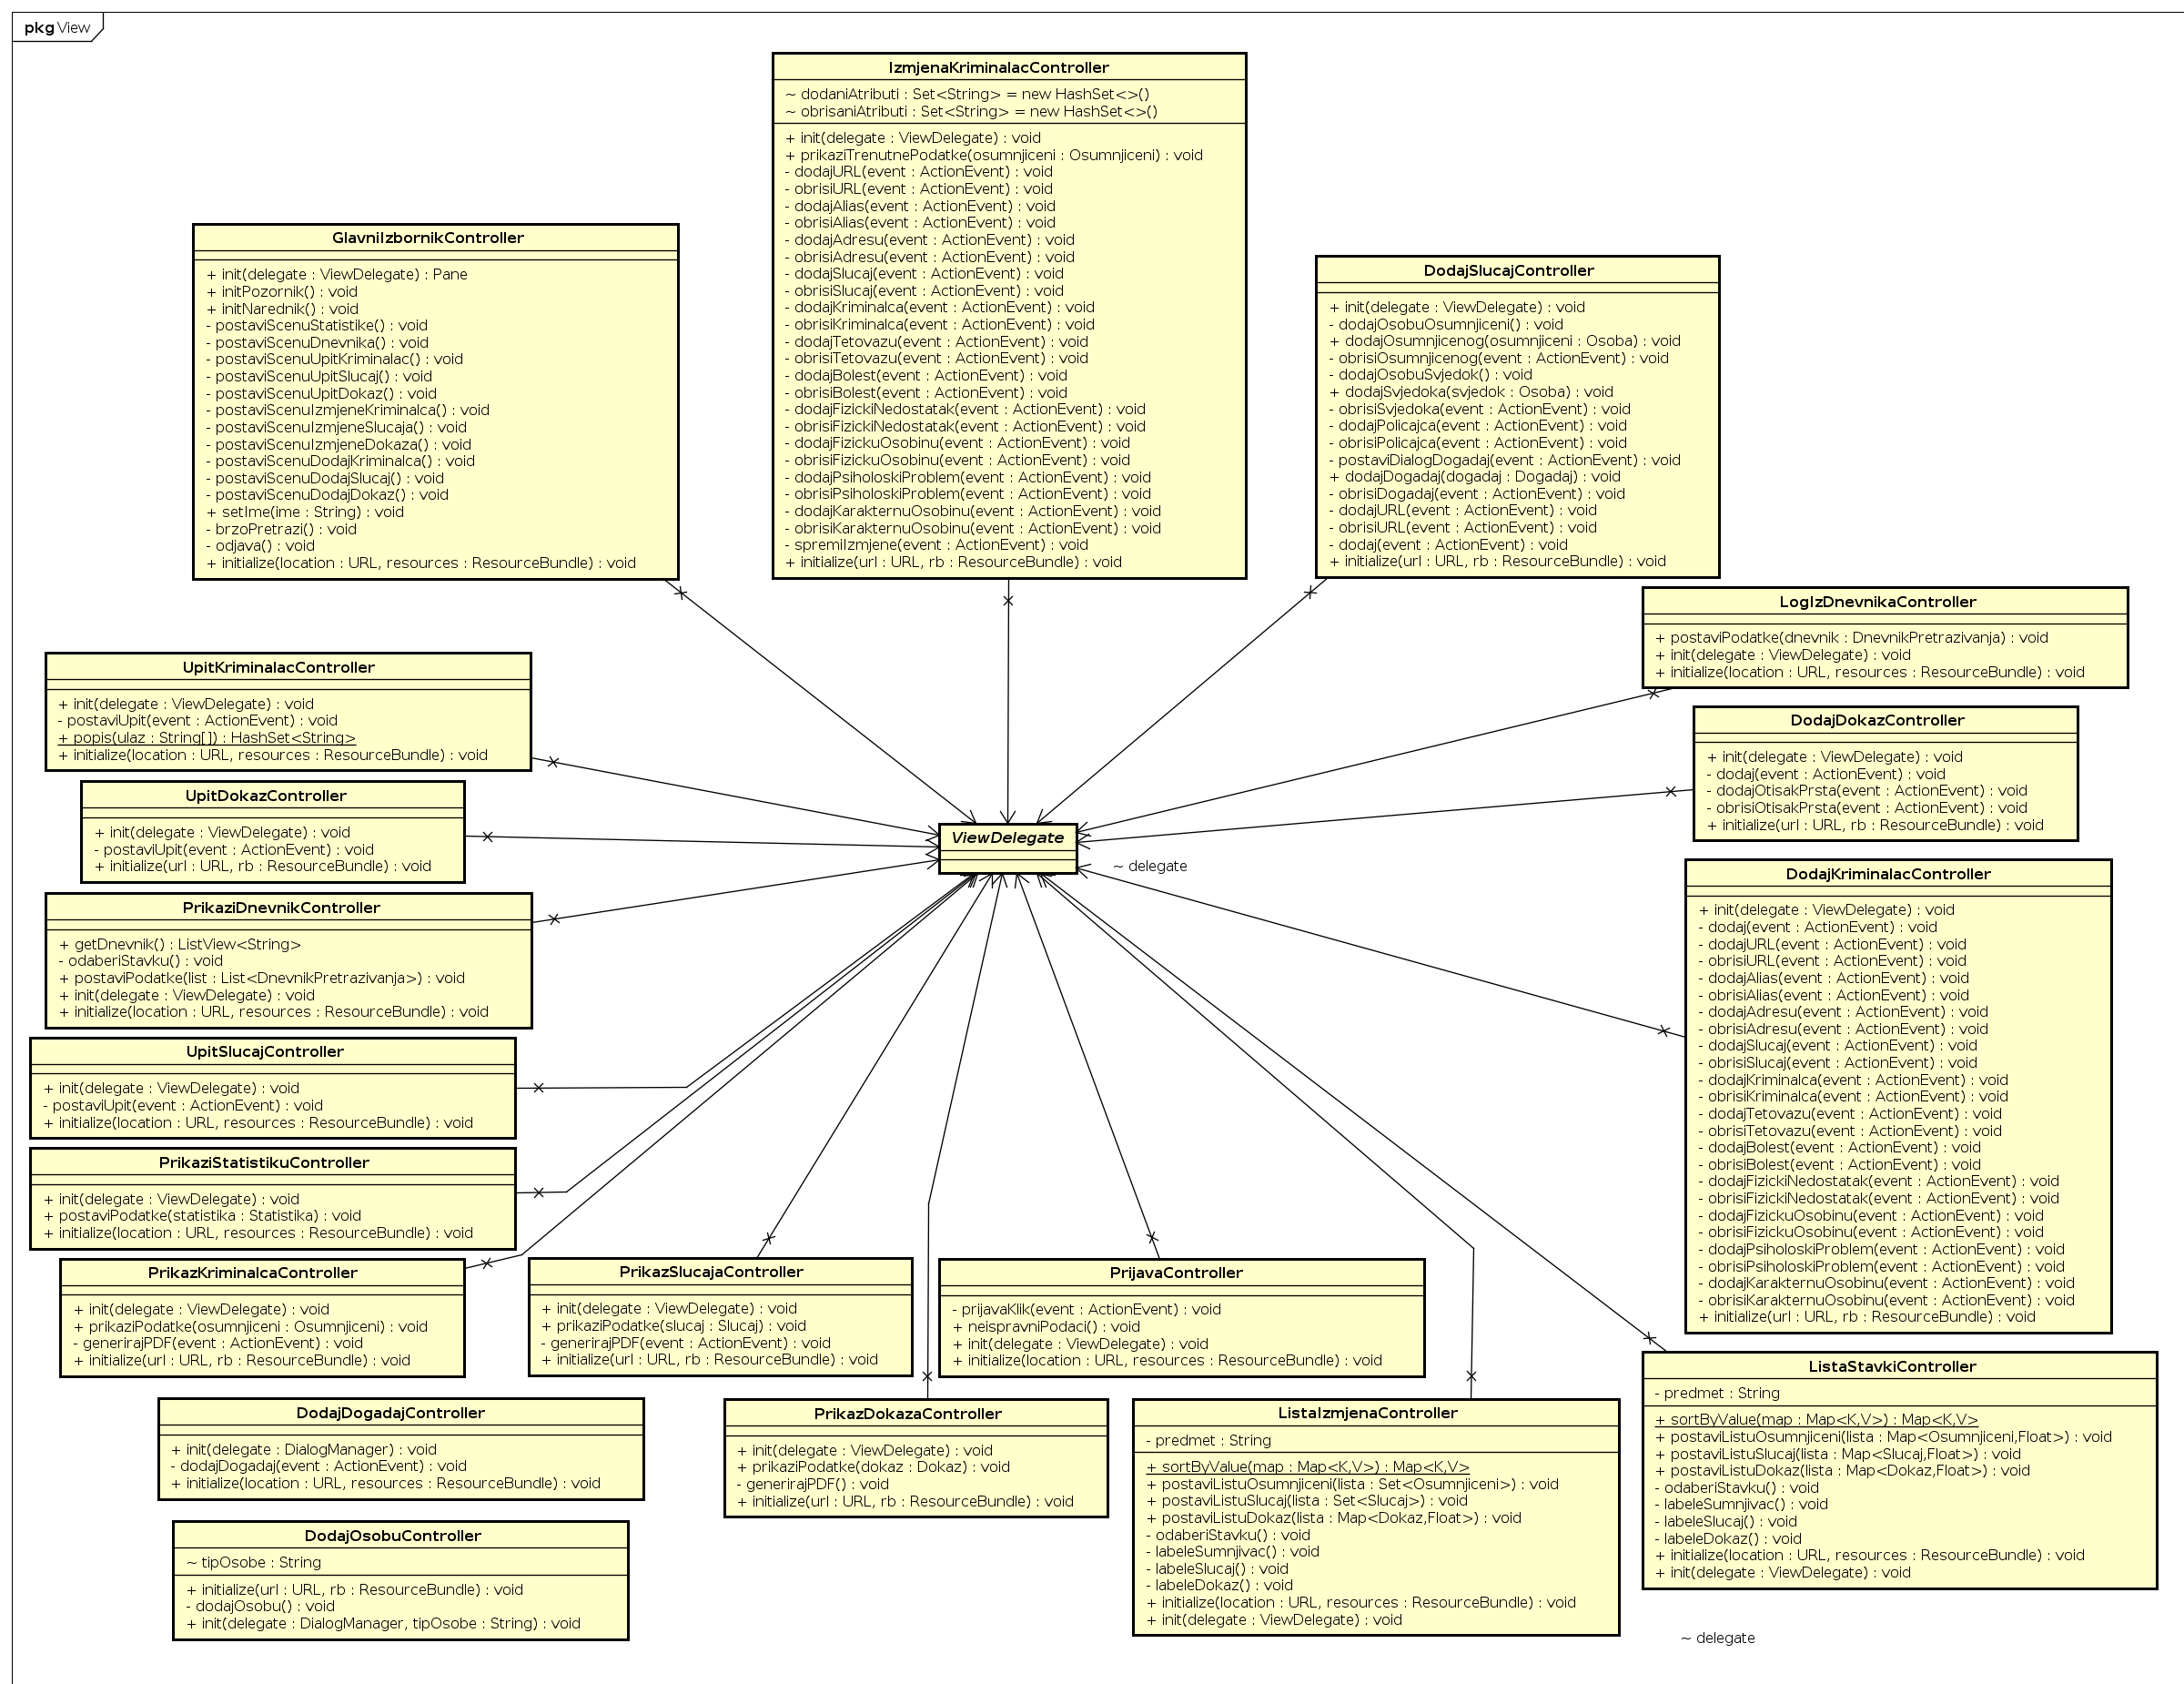 pkg View
IzmjenaKriminalacController
~ dodaniAtributi : Set<String> = new HashSet<>()
~ obrisaniAtributi : Set<String> = new HashSet<>()
+ init(delegate : ViewDelegate) : void
+ prikaziTrenutnePodatke(osumnjiceni : Osumnjiceni) : void
- dodajURL(event : ActionEvent) : void
- obrisiURL(event : ActionEvent) : void
- dodajAlias(event : ActionEvent) : void
- obrisiAlias(event : ActionEvent) : void
- dodajAdresu(event : ActionEvent) : void
- obrisiAdresu(event : ActionEvent) : void
- dodajSlucaj(event : ActionEvent) : void
- obrisiSlucaj(event : ActionEvent) : void
- dodajKriminalca(event : ActionEvent) : void
- obrisiKriminalca(event : ActionEvent) : void
- dodajTetovazu(event : ActionEvent) : void
- obrisiTetovazu(event : ActionEvent) : void
- dodajBolest(event : ActionEvent) : void
- obrisiBolest(event : ActionEvent) : void
- dodajFizickiNedostatak(event : ActionEvent) : void
- obrisiFizickiNedostatak(event : ActionEvent) : void
- dodajFizickuOsobinu(event : ActionEvent) : void
- obrisiFizickuOsobinu(event : ActionEvent) : void
- dodajPsiholoskiProblem(event : ActionEvent) : void
- obrisiPsiholoskiProblem(event : ActionEvent) : void
- dodajKarakternuOsobinu(event : ActionEvent) : void
- obrisiKarakternuOsobinu(event : ActionEvent) : void
- spremiIzmjene(event : ActionEvent) : void
+ initialize(url : URL, rb : ResourceBundle) : void
GlavniIzbornikController
+ init(delegate : ViewDelegate) : Pane
+ initPozornik() : void
+ initNarednik() : void
- postaviScenuStatistike() : void
- postaviScenuDnevnika() : void
- postaviScenuUpitKriminalac() : void
- postaviScenuUpitSlucaj() : void
- postaviScenuUpitDokaz() : void
- postaviScenuIzmjeneKriminalca() : void
- postaviScenuIzmjeneSlucaja() : void
- postaviScenuIzmjeneDokaza() : void
- postaviScenuDodajKriminalca() : void
- postaviScenuDodajSlucaj() : void
- postaviScenuDodajDokaz() : void
+ setIme(ime : String) : void
- brzoPretrazi() : void
- odjava() : void
+ initialize(location : URL, resources : ResourceBundle) : void
DodajSlucajController
+ init(delegate : ViewDelegate) : void
- dodajOsobuOsumnjiceni() : void
+ dodajOsumnjicenog(osumnjiceni : Osoba) : void
- obrisiOsumnjicenog(event : ActionEvent) : void
- dodajOsobuSvjedok() : void
+ dodajSvjedoka(svjedok : Osoba) : void
- obrisiSvjedoka(event : ActionEvent) : void
- dodajPolicajca(event : ActionEvent) : void
- obrisiPolicajca(event : ActionEvent) : void
- postaviDialogDogadaj(event : ActionEvent) : void
+ dodajDogadaj(dogadaj : Dogadaj) : void
- obrisiDogadaj(event : ActionEvent) : void
- dodajURL(event : ActionEvent) : void
- obrisiURL(event : ActionEvent) : void
- dodaj(event : ActionEvent) : void
+ initialize(url : URL, rb : ResourceBundle) : void
LogIzDnevnikaController
+ postaviPodatke(dnevnik : DnevnikPretrazivanja) : void
+ init(delegate : ViewDelegate) : void
+ initialize(location : URL, resources : ResourceBundle) : void
UpitKriminalacController
+ init(delegate : ViewDelegate) : void
- postaviUpit(event : ActionEvent) : void
+ popis(ulaz : String[]) : HashSet<String>
+ initialize(location : URL, resources : ResourceBundle) : void
DodajDokazController
+ init(delegate : ViewDelegate) : void
- dodaj(event : ActionEvent) : void
- dodajOtisakPrsta(event : ActionEvent) : void
- obrisiOtisakPrsta(event : ActionEvent) : void
+ initialize(url : URL, rb : ResourceBundle) : void
UpitDokazController
+ init(delegate : ViewDelegate) : void
- postaviUpit(event : ActionEvent) : void
+ initialize(url : URL, rb : ResourceBundle) : void
ViewDelegate
~ delegate
PrikaziDnevnikController
+ getDnevnik() : ListView<String>
- odaberiStavku() : void
+ postaviPodatke(list : List<DnevnikPretrazivanja>) : void
+ init(delegate : ViewDelegate) : void
+ initialize(location : URL, resources : ResourceBundle) : void
DodajKriminalacController
+ init(delegate : ViewDelegate) : void
- dodaj(event : ActionEvent) : void
- dodajURL(event : ActionEvent) : void
- obrisiURL(event : ActionEvent) : void
- dodajAlias(event : ActionEvent) : void
- obrisiAlias(event : ActionEvent) : void
- dodajAdresu(event : ActionEvent) : void
- obrisiAdresu(event : ActionEvent) : void
- dodajSlucaj(event : ActionEvent) : void
- obrisiSlucaj(event : ActionEvent) : void
- dodajKriminalca(event : ActionEvent) : void
- obrisiKriminalca(event : ActionEvent) : void
- dodajTetovazu(event : ActionEvent) : void
- obrisiTetovazu(event : ActionEvent) : void
- dodajBolest(event : ActionEvent) : void
- obrisiBolest(event : ActionEvent) : void
- dodajFizickiNedostatak(event : ActionEvent) : void
- obrisiFizickiNedostatak(event : ActionEvent) : void
- dodajFizickuOsobinu(event : ActionEvent) : void
- obrisiFizickuOsobinu(event : ActionEvent) : void
- dodajPsiholoskiProblem(event : ActionEvent) : void
- obrisiPsiholoskiProblem(event : ActionEvent) : void
- dodajKarakternuOsobinu(event : ActionEvent) : void
- obrisiKarakternuOsobinu(event : ActionEvent) : void
+ initialize(url : URL, rb : ResourceBundle) : void
UpitSlucajController
+ init(delegate : ViewDelegate) : void
- postaviUpit(event : ActionEvent) : void
+ initialize(location : URL, resources : ResourceBundle) : void
PrikaziStatistikuController
+ init(delegate : ViewDelegate) : void
+ postaviPodatke(statistika : Statistika) : void
+ initialize(location : URL, resources : ResourceBundle) : void
PrikazKriminalcaController
+ init(delegate : ViewDelegate) : void
+ prikaziPodatke(osumnjiceni : Osumnjiceni) : void
- generirajPDF(event : ActionEvent) : void
+ initialize(url : URL, rb : ResourceBundle) : void
PrikazSlucajaController
+ init(delegate : ViewDelegate) : void
+ prikaziPodatke(slucaj : Slucaj) : void
- generirajPDF(event : ActionEvent) : void
+ initialize(url : URL, rb : ResourceBundle) : void
PrijavaController
- prijavaKlik(event : ActionEvent) : void
+ neispravniPodaci() : void
+ init(delegate : ViewDelegate) : void
+ initialize(location : URL, resources : ResourceBundle) : void
ListaStavkiController
- predmet : String
+ sortByValue(map : Map<K,V>) : Map<K,V>
+ postaviListuOsumnjiceni(lista : Map<Osumnjiceni,Float>) : void
+ postaviListuSlucaj(lista : Map<Slucaj,Float>) : void
+ postaviListuDokaz(lista : Map<Dokaz,Float>) : void
- odaberiStavku() : void
- labeleSumnjivac() : void
- labeleSlucaj() : void
- labeleDokaz() : void
+ initialize(location : URL, resources : ResourceBundle) : void
+ init(delegate : ViewDelegate) : void
DodajDogadajController
+ init(delegate : DialogManager) : void
- dodajDogadaj(event : ActionEvent) : void
+ initialize(location : URL, resources : ResourceBundle) : void
PrikazDokazaController
+ init(delegate : ViewDelegate) : void
+ prikaziPodatke(dokaz : Dokaz) : void
- generirajPDF() : void
+ initialize(url : URL, rb : ResourceBundle) : void
ListaIzmjenaController
- predmet : String
+ sortByValue(map : Map<K,V>) : Map<K,V>
+ postaviListuOsumnjiceni(lista : Set<Osumnjiceni>) : void
+ postaviListuSlucaj(lista : Set<Slucaj>) : void
+ postaviListuDokaz(lista : Map<Dokaz,Float>) : void
- odaberiStavku() : void
- labeleSumnjivac() : void
- labeleSlucaj() : void
- labeleDokaz() : void
+ initialize(location : URL, resources : ResourceBundle) : void
+ init(delegate : ViewDelegate) : void
DodajOsobuController
~ tipOsobe : String
+ initialize(url : URL, rb : ResourceBundle) : void
- dodajOsobu() : void
+ init(delegate : DialogManager, tipOsobe : String) : void
~ delegate